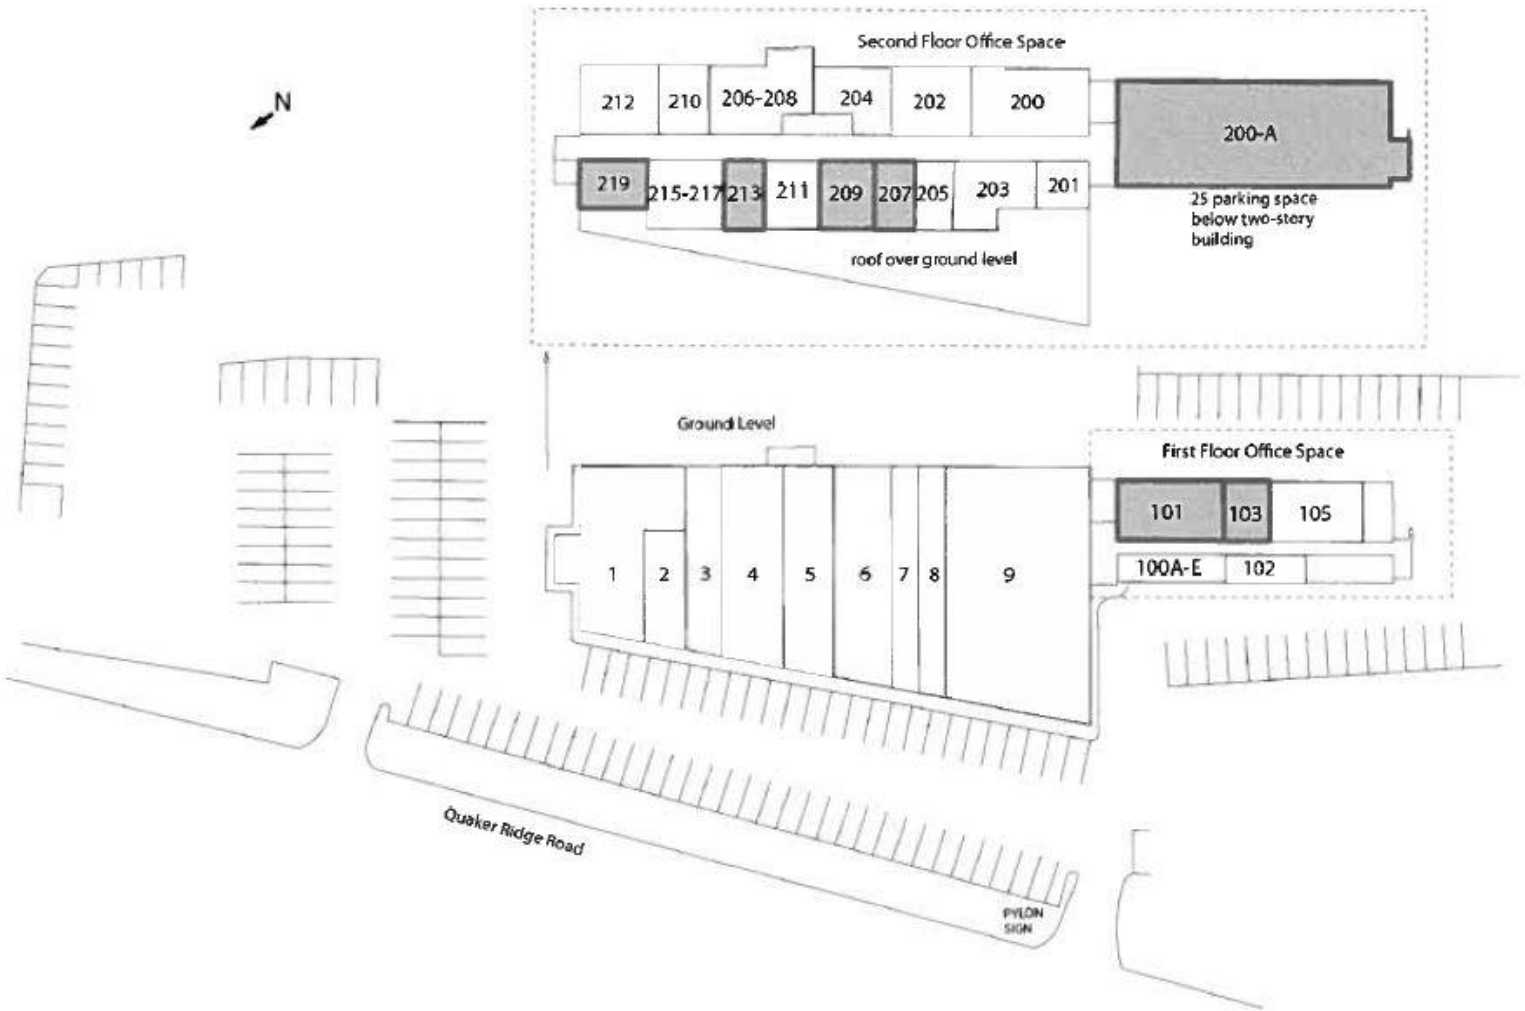 Second Floor Office Space
N
212 210 206-208 204 202 200
200-A
219 215-217 213 211 209 207 205 203 201
25 parking space
below two-story
building
roof over ground level
Ground Level
First Floor Office Space
101 103 105
100A-E 102
1 2 3 4 5 6 7 8 9
Quaker Ridge Road
PYLON
SIGN